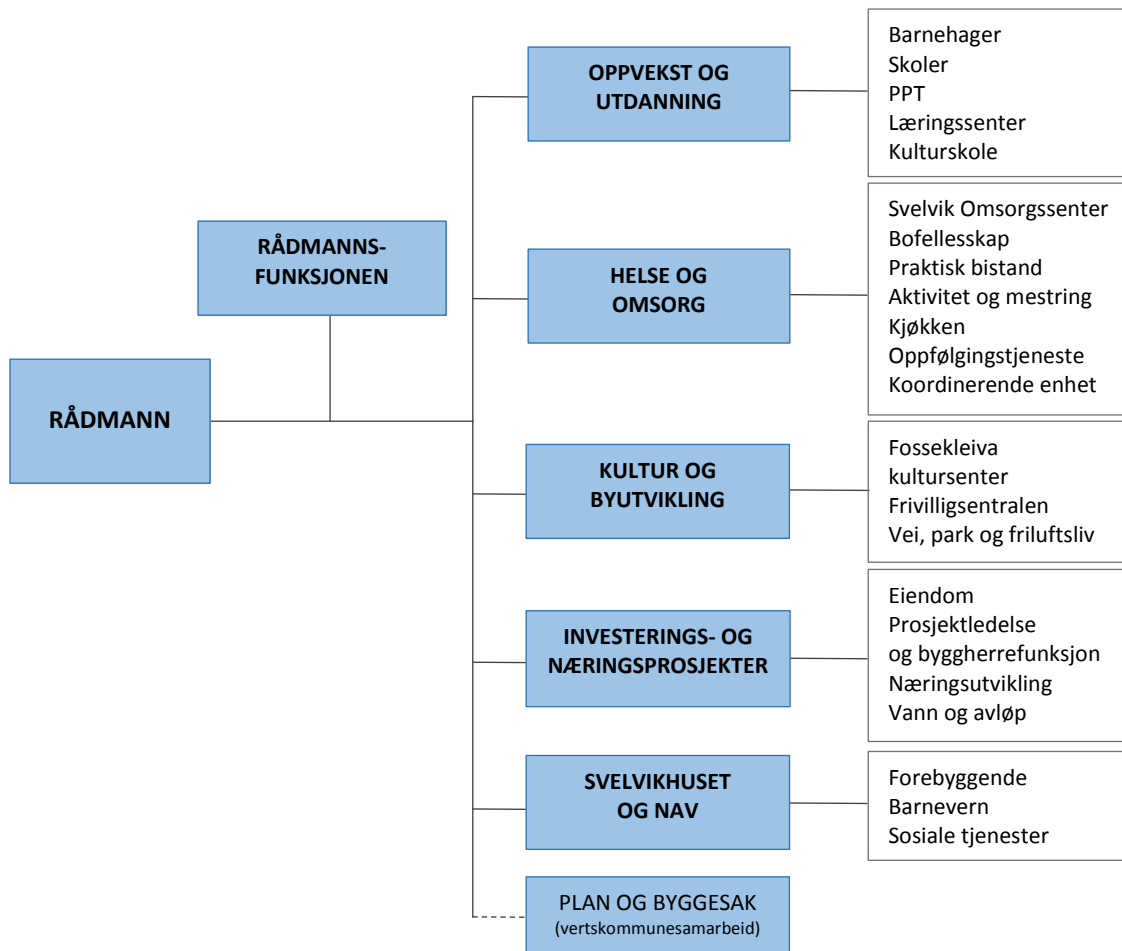 RÅDMANN
RÅDMANNS-
FUNKSJONEN
OPPVEKST OG
UTDANNING
Barnehager
Skoler
PPT
Læringssenter
Kulturskole
HELSE OG
OMSORG
Svelvik Omsorgssenter
Bofellesskap
Praktisk bistand
Aktivitet og mestring
Kjøkken
Oppfølgingstjeneste
Koordinerende enhet
KULTUR OG
BYUTVIKLING
Fossekleiva
kultursenter
Frivilligsentralen
Vei, park og friluftsliv
INVESTERINGS- OG
NÆRINGSPROSJEKTER
Eiendom
Prosjektledelse
og byggherrefunksjon
Næringsutvikling
Vann og avløp
SVELVIKHUSET
OG NAV
Forebyggende
Barnevern
Sosiale tjenester
PLAN OG BYGGESAK
(vertskommunesamarbeid)